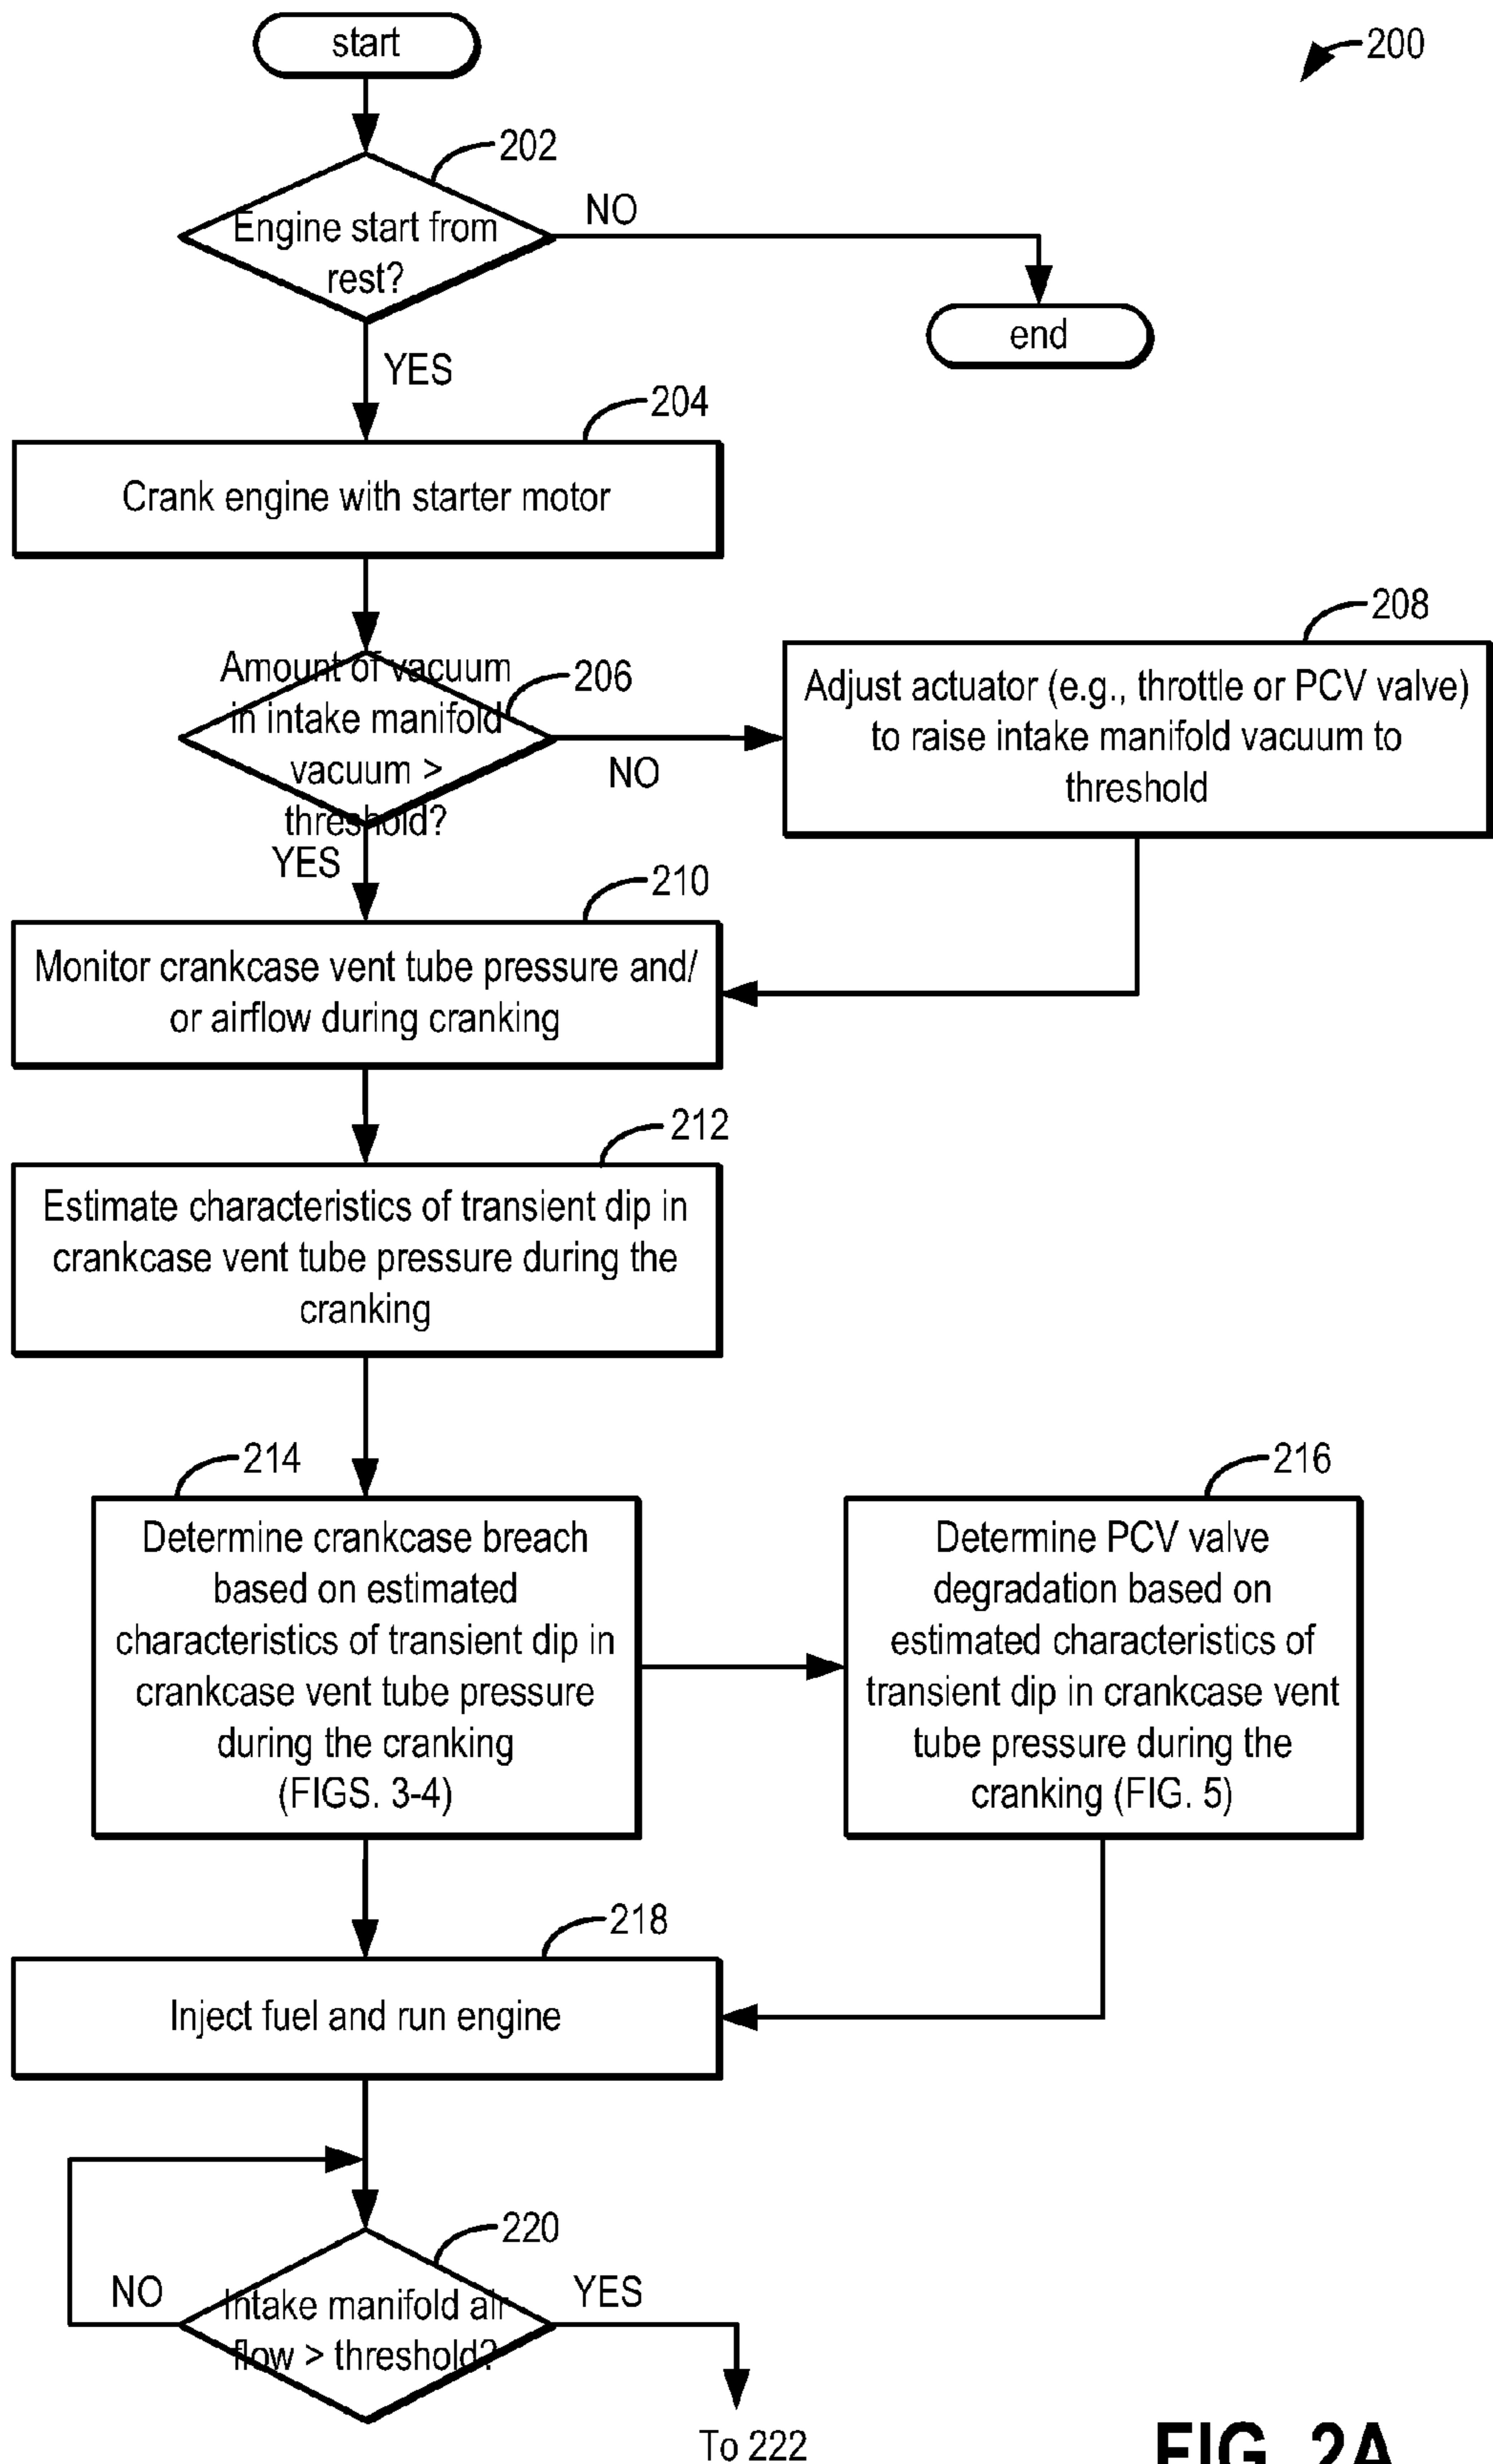 start
200
202
Engine start from
rest?
NO
end
YES
204
Crank engine with starter motor
208
Amount of vacuum
in intake manifold
vacuum >
threshold?
206
NO
Adjust actuator (e.g., throttle or PCV valve)
to raise intake manifold vacuum to
threshold
YES
210
Monitor crankcase vent tube pressure and/
or airflow during cranking
212
Estimate characteristics of transient dip in
crankcase vent tube pressure during the
cranking
214
Determine crankcase breach
based on estimated
characteristics of transient dip in
crankcase vent tube pressure
during the cranking
(FIGS. 3-4)
216
Determine PCV valve
degradation based on
estimated characteristics of
transient dip in crankcase vent
tube pressure during the
cranking (FIG. 5)
218
Inject fuel and run engine
220
NO
Intake manifold air
flow > threshold?
YES
To 222
FIG. 2A